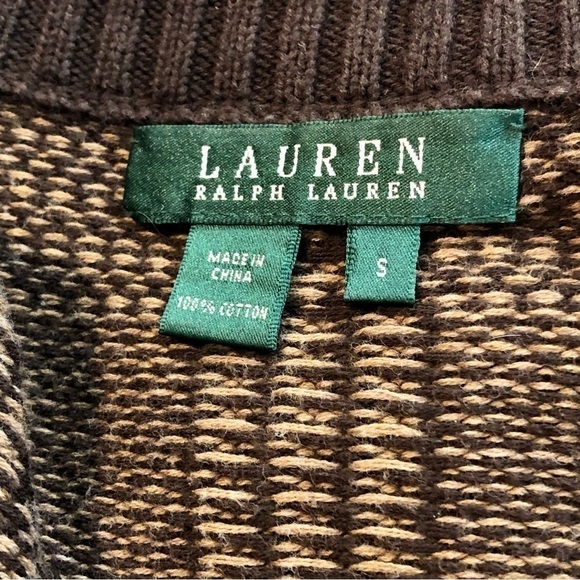 LAUREN
RALPH LAUREN
MADE IN
CHINA
100% COTTON
S